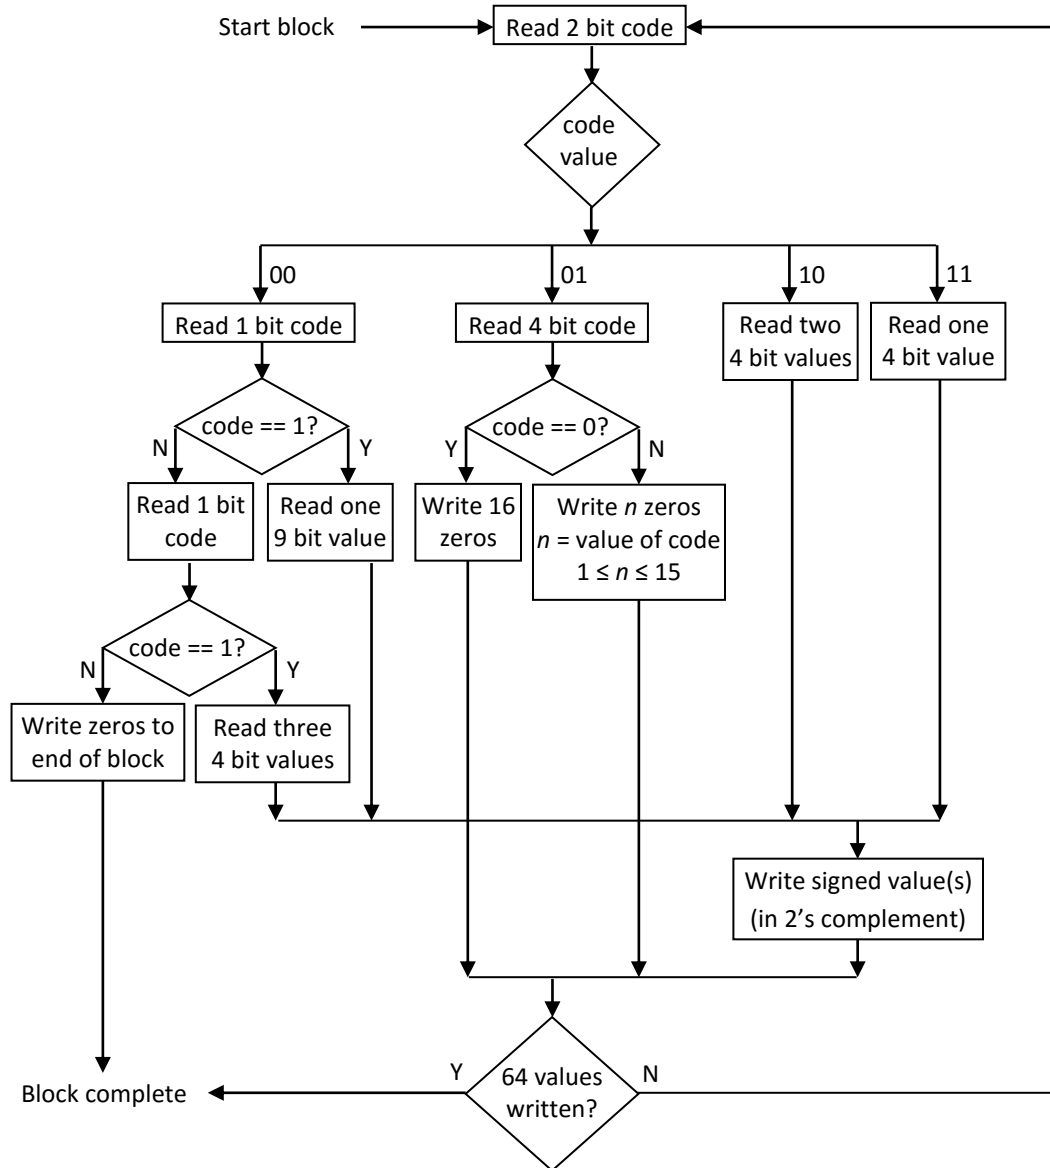 Start block
Read 2 bit code
code
value
00
01
10
11
Read 1 bit code
Read 4 bit code
Read two
4 bit values
Read one
4 bit value
code == 1?
N
Y
code == 0?
Y
N
Read 1 bit
code
Read one
9 bit value
Write 16
zeros
Write n zeros
n = value of code
1 ≤ n ≤ 15
code == 1?
N
Y
Write zeros to
end of block
Read three
4 bit values
Write signed value(s)
(in 2’s complement)
64 values
written?
Y
N
Block complete